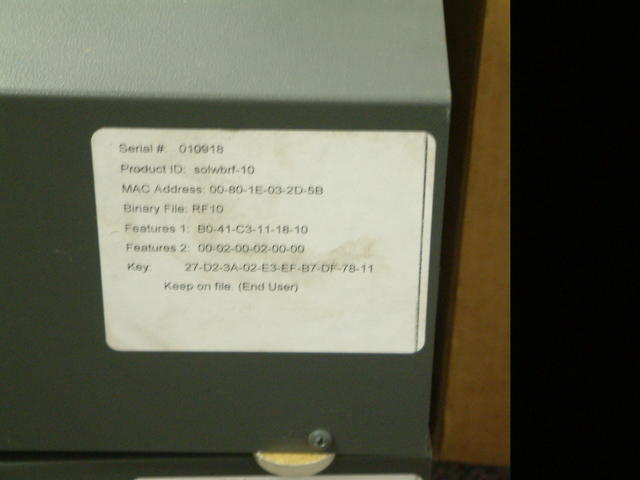 Serial #: 010918
Product ID: solwbrf-10
MAC Address: 00-80-1E-03-2D-5B
Binary File: RF10
Features 1: B0-41-C3-11-18-10
Features 2: 00-02-00-02-00-00
Key: 27-D2-3A-02-E3-EF-B7-DF-78-11
Keep on file. (End User)